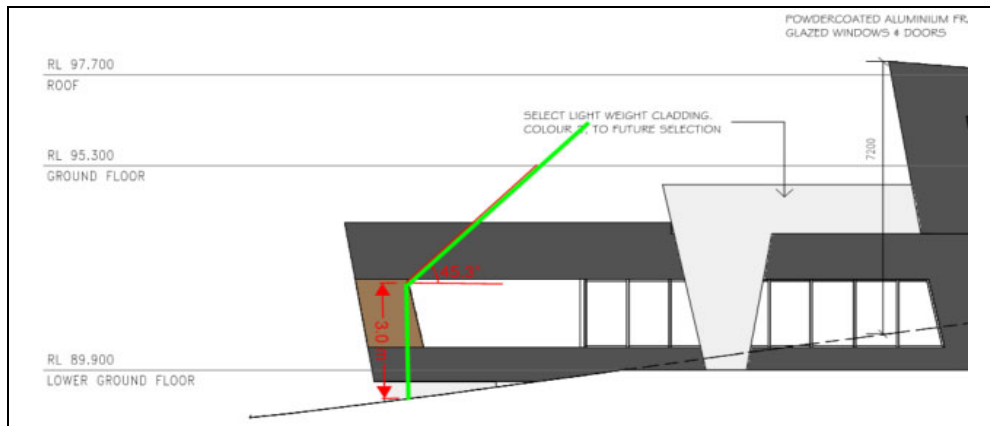 POWDERCOATED ALUMINIUM FR
GLAZED WINDOWS & DOORS
RL 97.700
ROOF
SELECT LIGHT WEIGHT CLADDING.
COLOUR TO FUTURE SELECTION
7200
RL 95.300
GROUND FLOOR
45.3°
3.0 m
RL 89.900
LOWER GROUND FLOOR